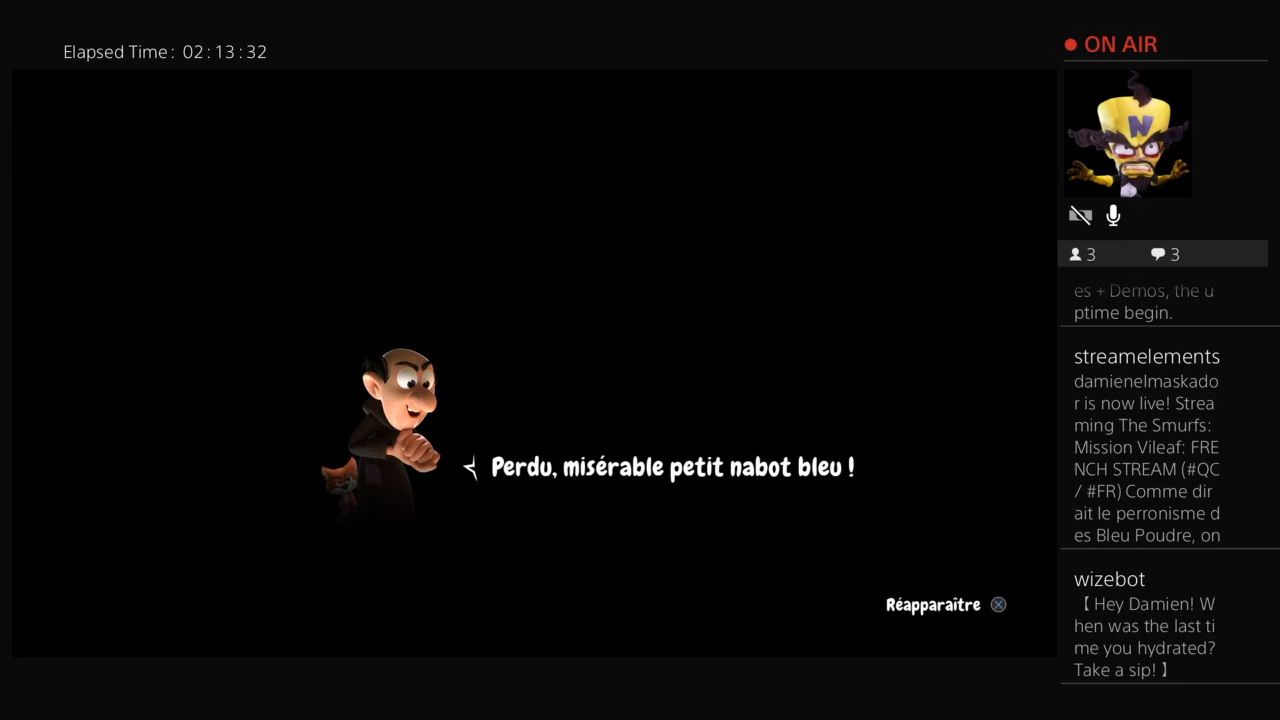 Elapsed Time: 02:13:32
ON AIR
N
3 3
es + Demos, the u
ptime begin.
streamelements
damienelmaskado
r is now live! Strea
ming The Smurfs:
Mission Vileaf: FRE
NCH STREAM (#QC
/ #FR) Comme dir
ait le perronisme d
es Bleu Poudre, on
wizebot
【Hey Damien! W
hen was the last ti
me you hydrated?
Take a sip!】
Perdu, misérable petit nabot bleu !
Réapparaître